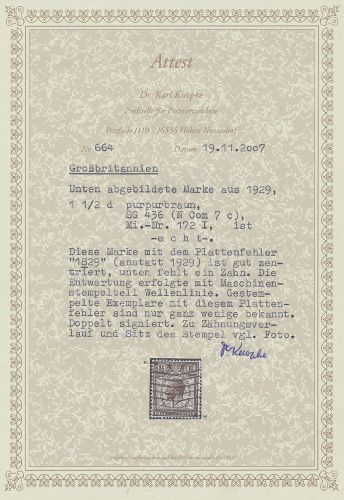 Attest
Dr. Karl Knopke
Prüfstelle für Postwertzeichen
Postfach 1119 · 16535 Hohen Neuendorf
Nr 664 Datum 19.11.2007
Großbritannien
Unten abgebildete Marke aus 1929,
1 1/2 d purpurbraun,
SG 436 (N Com 7 c),
Mi.-Nr. 172 I, ist
-e c h t-.
Diese Marke mit dem Plattenfehler
"1829" (anstatt 1929) ist gut zen-
triert, unten fehlt ein Zahn. Die
Entwertung erfolgte mit Maschinen-
stempelteil Wellenlinie. Gestem-
pelte Exemplare mit diesem Platten-
fehler sind nur ganz wenige bekannt.
Doppelt signiert. Zu Zähnungsver-
lauf und Sitz des Stempel vgl. Foto.